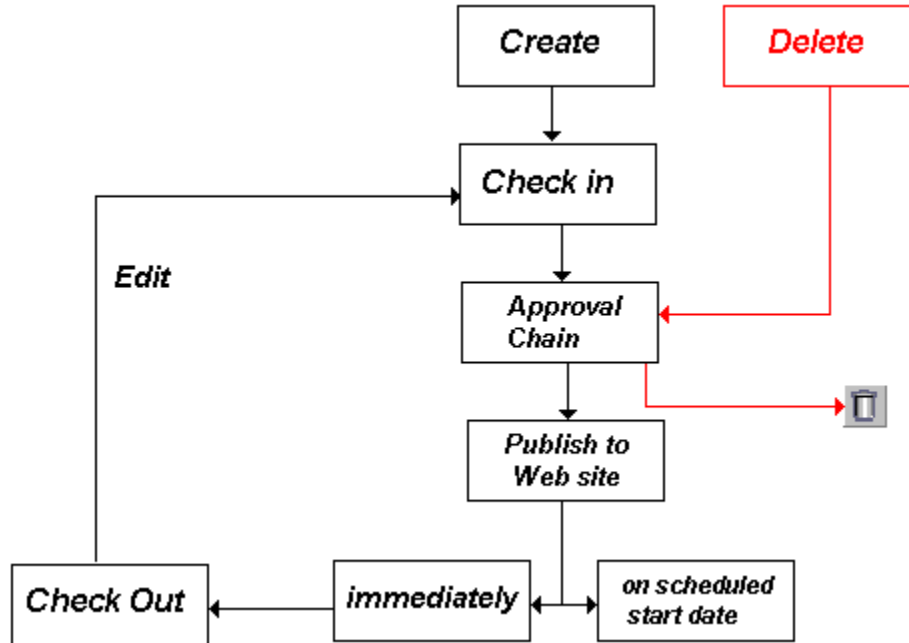 Create
Delete
Check in
Edit
Approval
Chain
Publish to
Web site
Check Out
immediately
on scheduled
start date